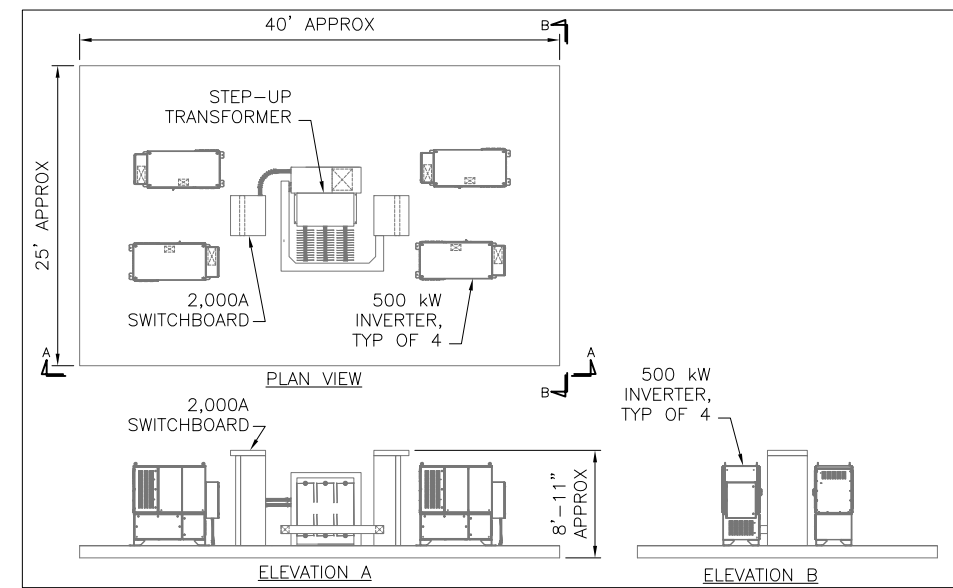 40' APPROX
B
STEP-UP
TRANSFORMER
25' APPROX
2,000A
SWITCHBOARD
500 kW
INVERTER,
TYP OF 4
A
A
PLAN VIEW
B
2,000A
SWITCHBOARD
500 kW
INVERTER,
TYP OF 4
8'-11"
APPROX
ELEVATION A
ELEVATION B